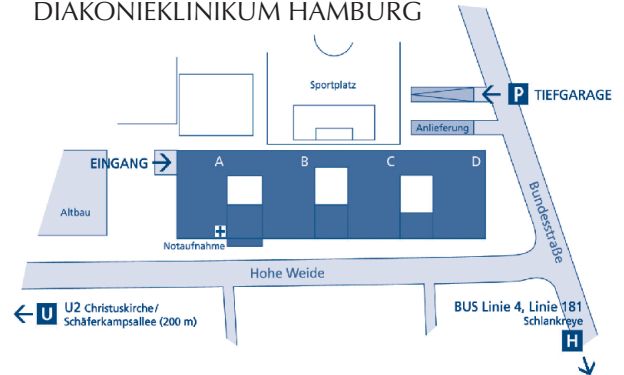 DIAKONIEKLINIKUM HAMBURG
Sportplatz
P TIEFGARAGE
Anlieferung
EINGANG
A B C D
Altbau
Notaufnahme
Bundesstraße
Hohe Weide
U U2 Christuskirche/
Schäferkampsallee (200 m)
BUS Linie 4, Linie 181
Schlankreye
H